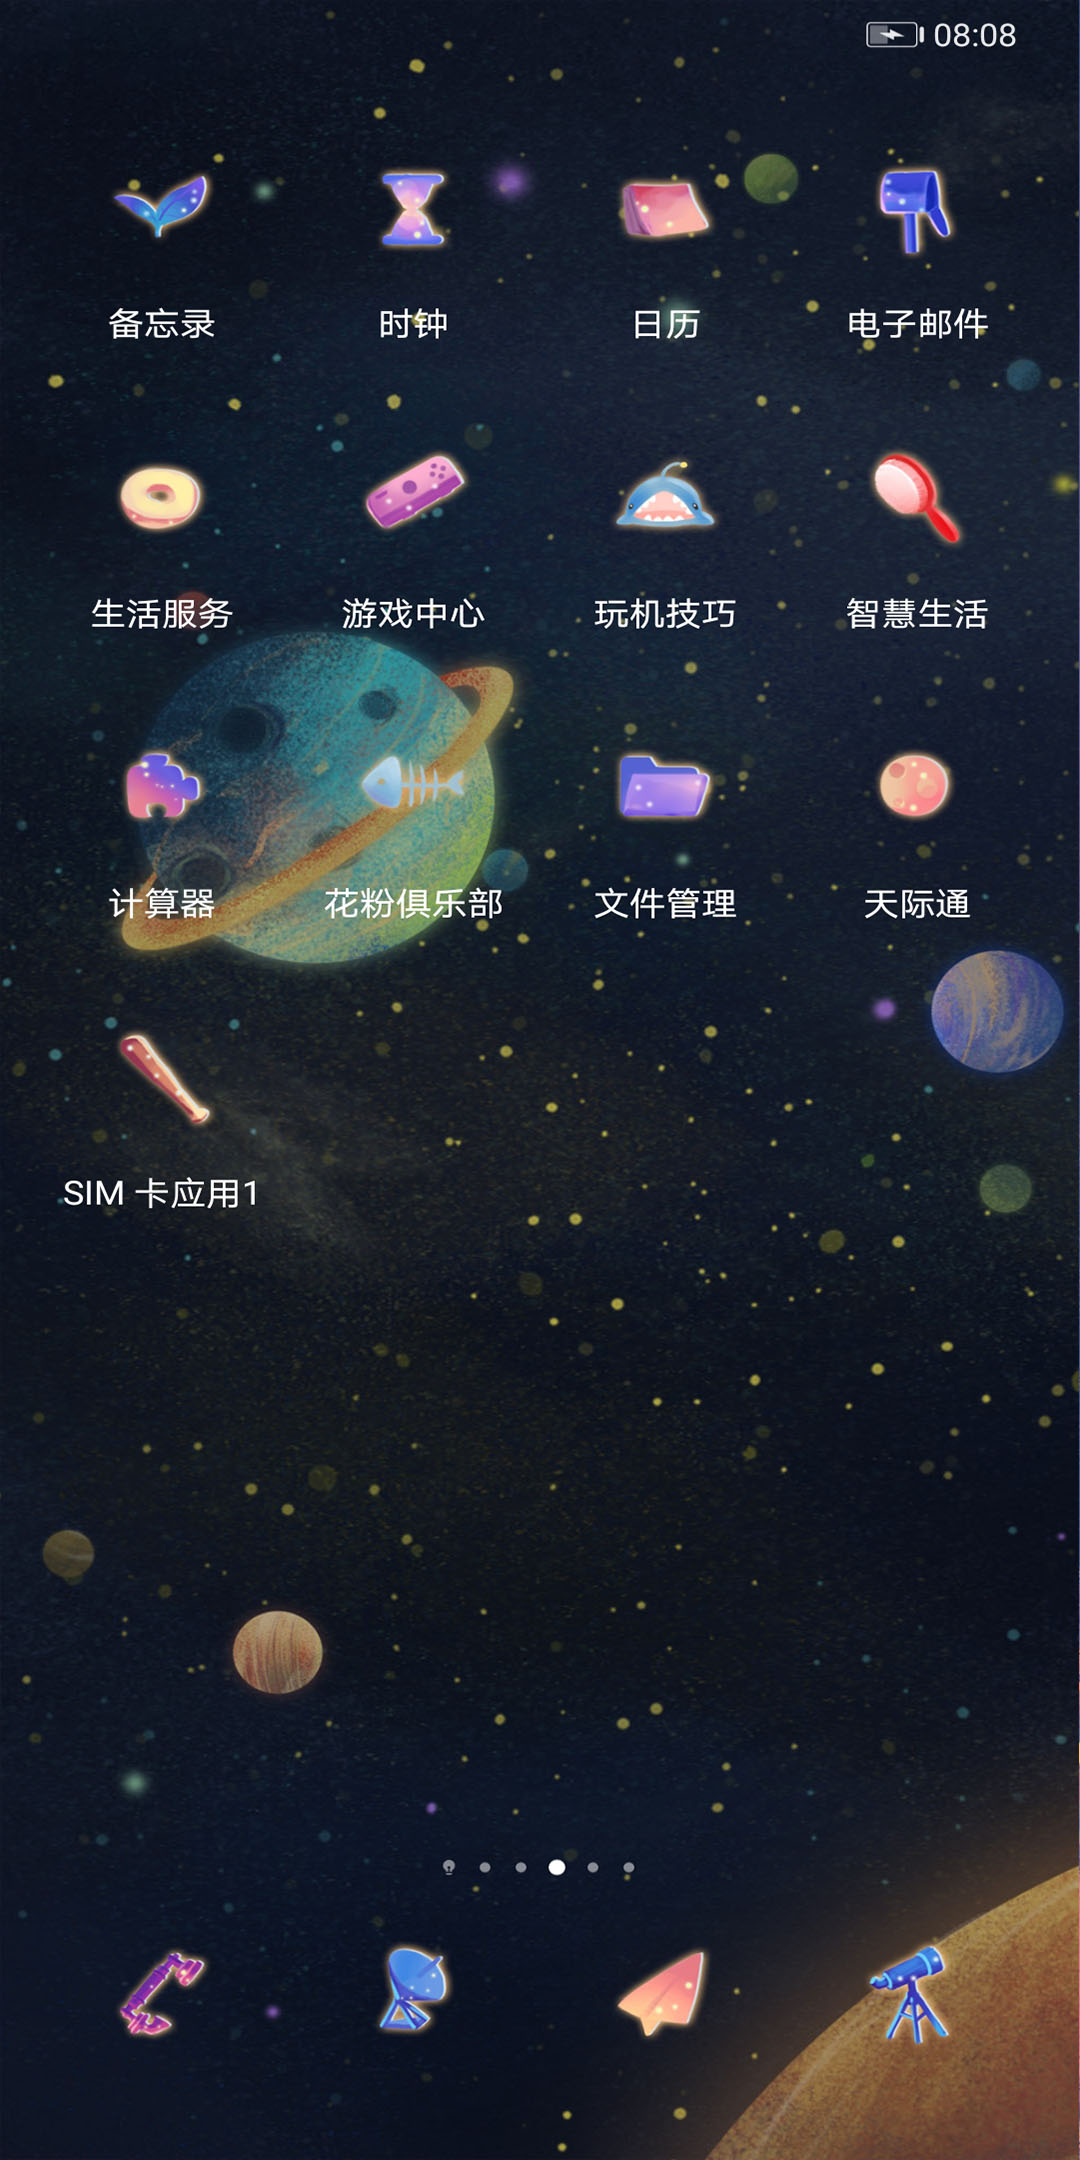 08:08
备忘录 时钟 日历 电子邮件
生活服务 游戏中心 玩机技巧 智慧生活
计算器 花粉俱乐部 文件管理 天际通
SIM 卡应用1